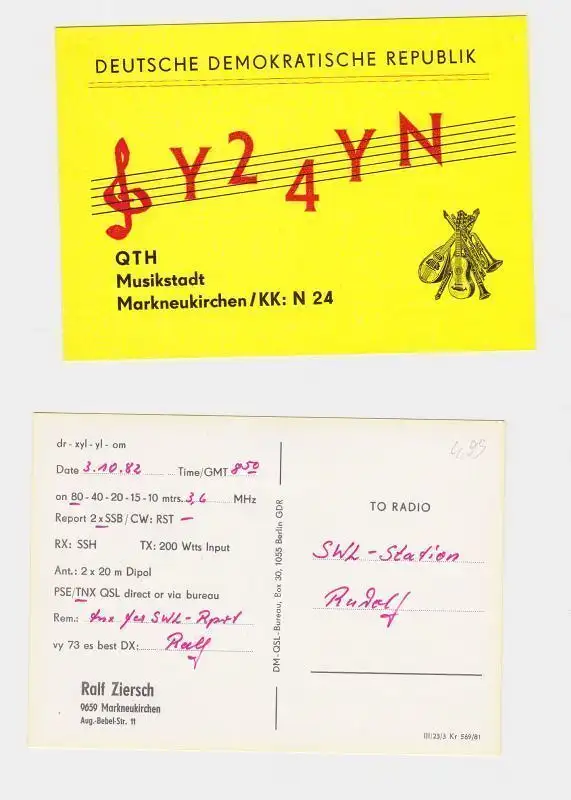 DEUTSCHE DEMOKRATISCHE REPUBLIK
Y24YN
QTH
Musikstadt
Markneukirchen/KK: N 24
dr - xyl - yl - om
Date 3.10.82 Time/GMT 8⁵⁰
on 80 - 40 - 20 - 15 - 10 mtrs. 3,6 MHz
Report 2 x SSB / CW: RST —
RX: SSH TX: 200 Wtts Input
Ant.: 2 x 20 m Dipol
PSE/TNX QSL direct or via bureau
Rem.: tnx fer SWL-Rprt
vy 73 es best DX: Ralf
Ralf Ziersch
9659 Markneukirchen
Aug.-Bebel-Str. 11
DM-QSL-Bureau, Box 30, 1055 Berlin GDR
4,95
TO RADIO
SWL-Station
Rudolf
III/23/3 Kr 569/81